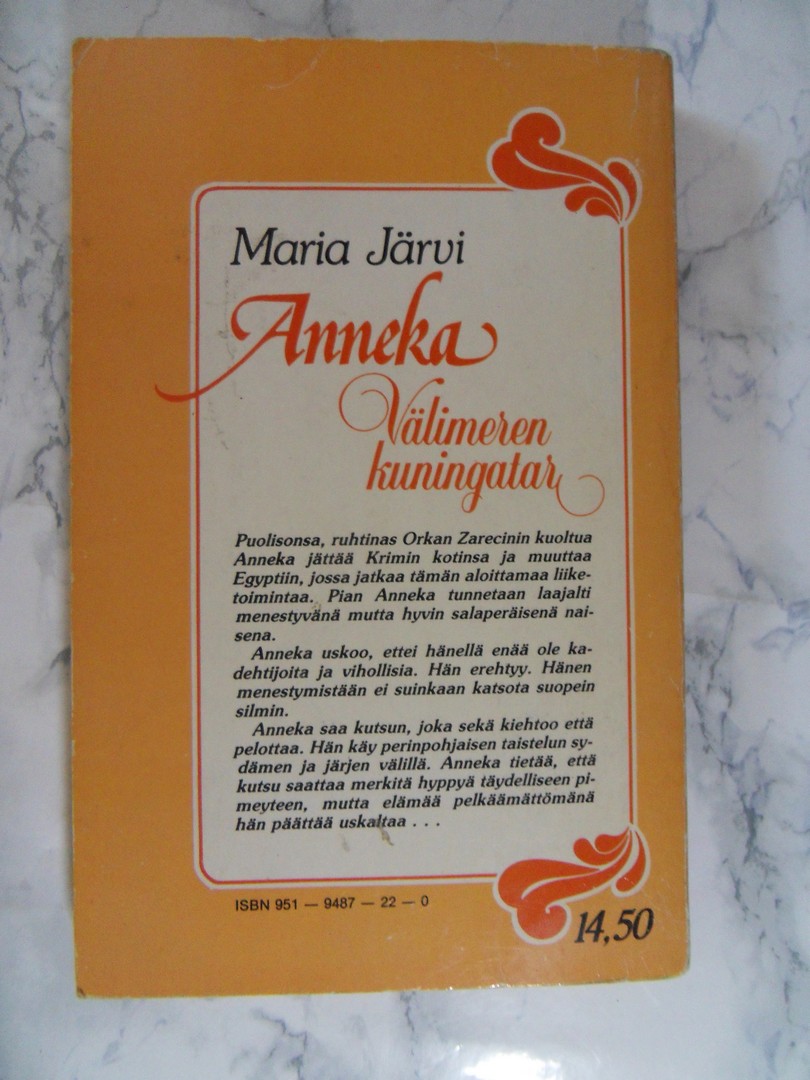 Maria Järvi
Anneka
Välimeren
kuningatar
Puolisonsa, ruhtinas Orkan Zarecinin kuoltua
Anneka jättää Krimin kotinsa ja muuttaa
Egyptiin, jossa jatkaa tämän aloittamaa liike-
toimintaa. Pian Anneka tunnetaan laajalti
menestyvänä mutta hyvin salaperäisenä nai-
sena.
Anneka uskoo, ettei hänellä enää ole ka-
dehtijoita ja vihollisia. Hän erehtyy. Hänen
menestymistään ei suinkaan katsota suopein
silmin.
Anneka saa kutsun, joka sekä kiehtoo että
pelottaa. Hän käy perinpohjaisen taistelun sy-
dämen ja järjen välillä. Anneka tietää, että
kutsu saattaa merkitä hyppyä täydelliseen pi-
meyteen, mutta elämää pelkäämättömänä
hän päättää uskaltaa . . .
ISBN 951 — 9487 — 22 — 0
14,50